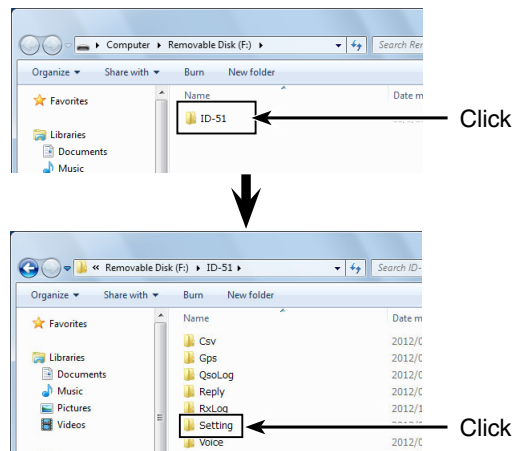 Computer ▸ Removable Disk (F:) ▸ Search Rer
Organize ▾ Share with ▾ Burn New folder
Favorites
Libraries
Documents
Music
Name Date m
ID-51
Click
« Removable Disk (F:) ▸ ID-51 ▸ Search ID-
Organize ▾ Share with ▾ Burn New folder
Favorites
Libraries
Documents
Music
Pictures
Videos
Name Date m
Csv 2012/0
Gps 2012/0
QsoLog 2012/0
Reply 2012/0
RxLog 2012/1
Setting
Click
Voice 2012/0